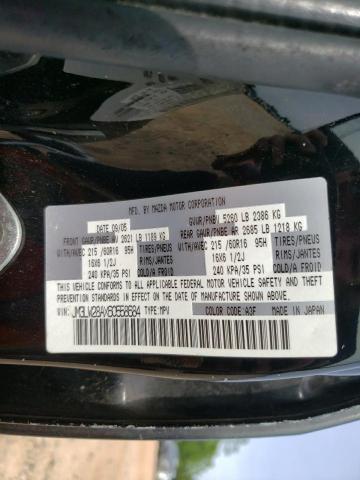 MFD. BY MAZDA MOTOR CORPORATION
DATE 09/05 GVWR/PNBV 5260 LB 2386 KG
FRONT GAWR/PNBE AV 2621 LB 1189 KG REAR GAWR/PNBE AR 2685 LB 1218 KG
WITH/AVEC 215 /60R16 95H TIRES/PNEUS WITH/AVEC 215 /60R16 95H TIRES/PNEUS
16X6 1/2J RIMS/JANTES 16X6 1/2J RIMS/JANTES
240 KPA/35 PSI COLD/A FROID 240 KPA/35 PSI COLD/A FROID
THIS VEHICLE CONFORMS TO ALL APPLICABLE FEDERAL MOTOR VEHICLE SAFETY
STANDARDS IN EFFECT ON THE DATE OF MANUFACTURE SHOWN ABOVE.
VIN: TYPE: MPV COLOR CODE: A3F MADE IN JAPAN